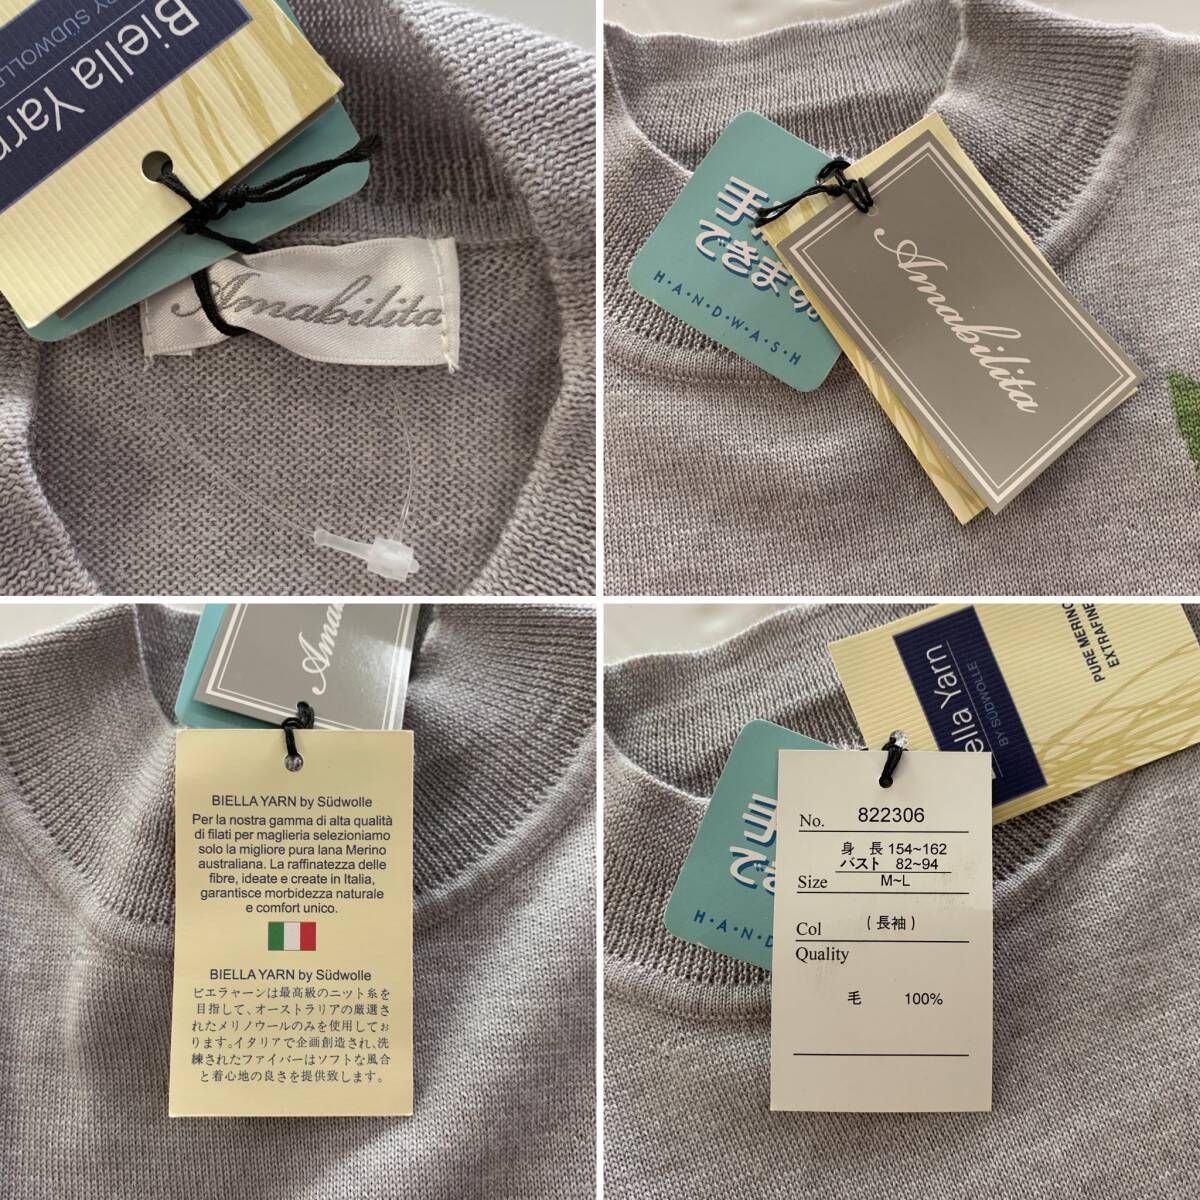 Biella Yarn
BY SÜDWOLLE
Amabilita
手
できます。
H·A·N·D·W·A·S·H
Amabilita
BIELLA YARN by Südwolle
Per la nostra gamma di alta qualità
di filati per maglieria selezioniamo
solo la migliore pura lana Merino
australiana. La raffinatezza delle
fibre, ideate e create in Italia,
garantisce morbidezza naturale
e comfort unico.
BIELLA YARN by Südwolle
ビエラヤーンは最高級のニット糸を
目指して、オーストラリアの厳選さ
れたメリノウールのみを使用してお
ります。イタリアで企画創造され、洗
練されたファイバーはソフトな風合
と着心地の良さを提供致します。
ella Yarn
BY SÜDWOLLE
PURE MERINO
EXTRAFINE
手
でき
H·A·N·D
No. 822306
身 長 154~162
バスト 82~94
Size M~L
Col (長袖)
Quality
毛 100%